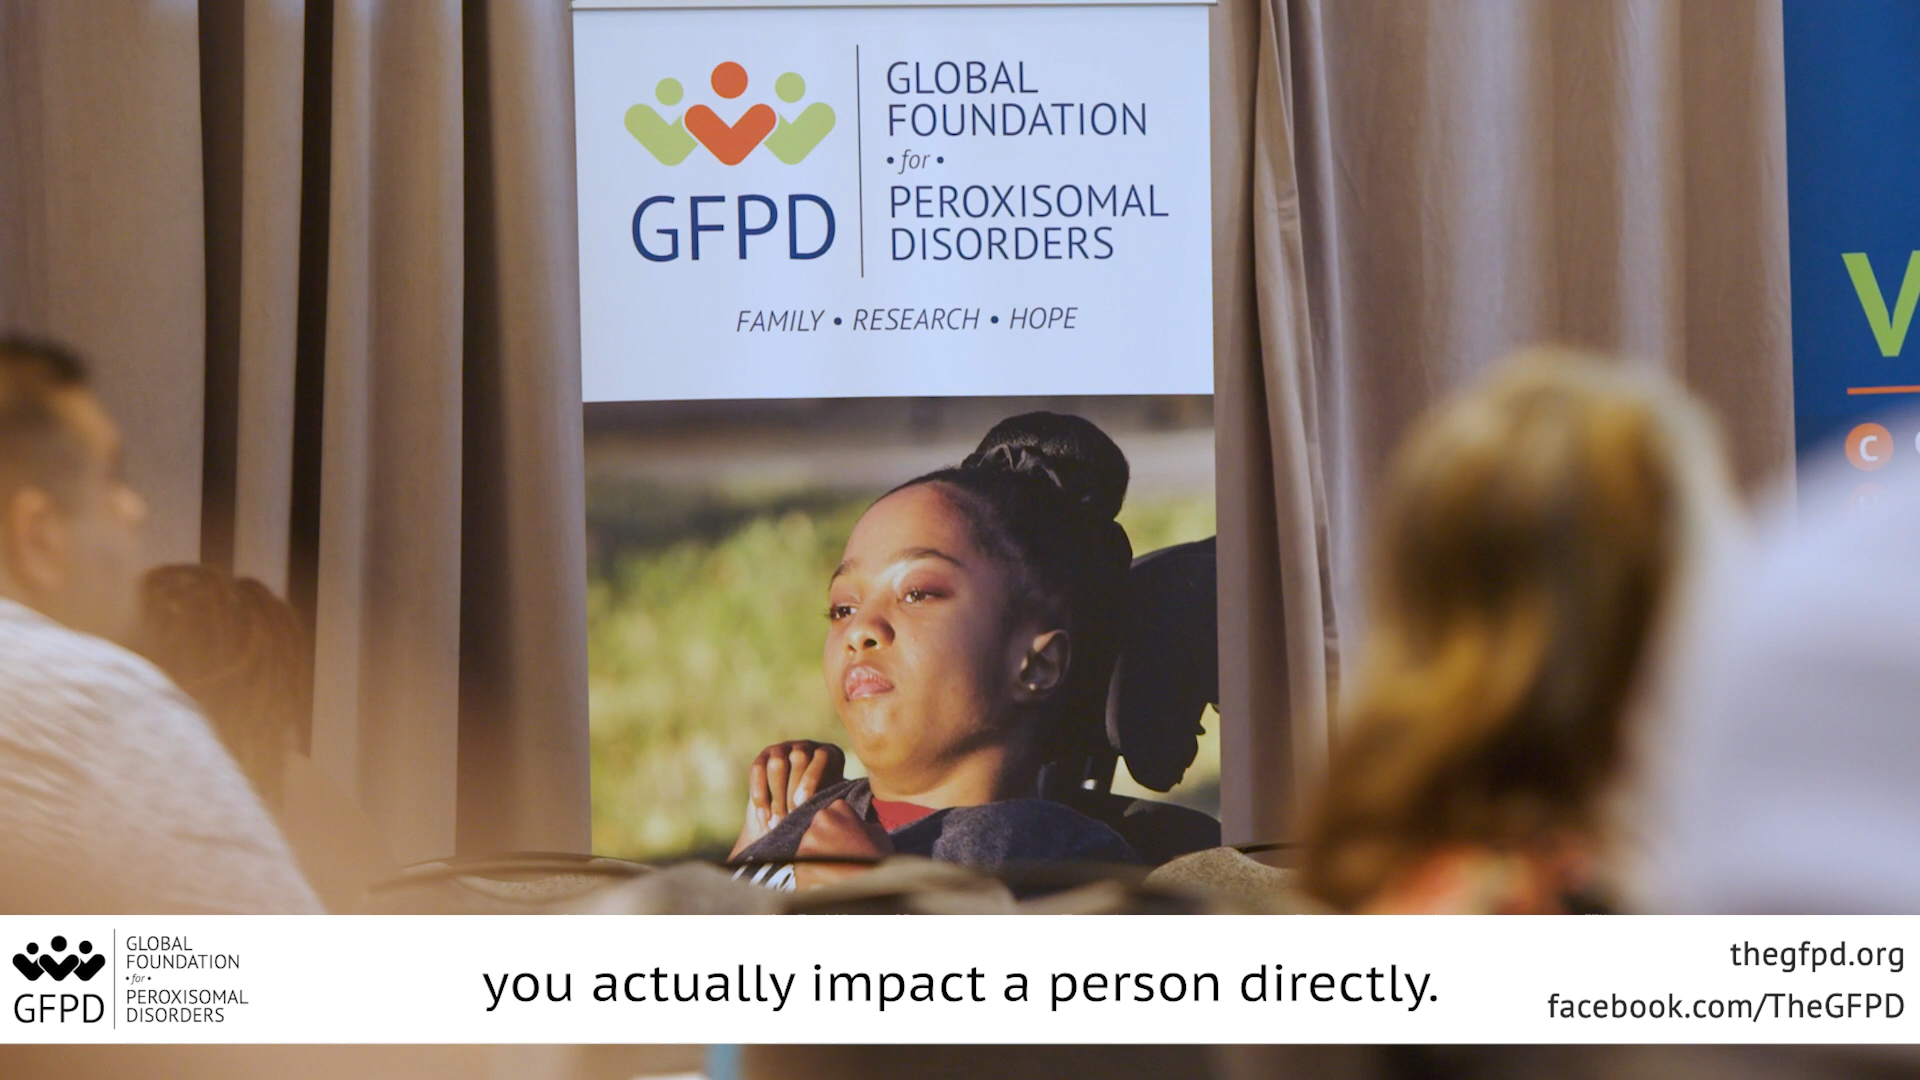 GLOBAL
FOUNDATION
• for •
PEROXISOMAL
DISORDERS
GFPD
FAMILY • RESEARCH • HOPE
V
C
GLOBAL
FOUNDATION
• for •
PEROXISOMAL
DISORDERS
GFPD
you actually impact a person directly.
thegfpd.org
facebook.com/TheGFPD